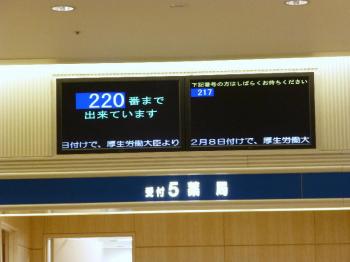 220番まで
出来ています
日付けで、厚生労働大臣より
下記番号の方はしばらくお待ちください
217
2月8日付けで、厚生労働大
受付5薬局